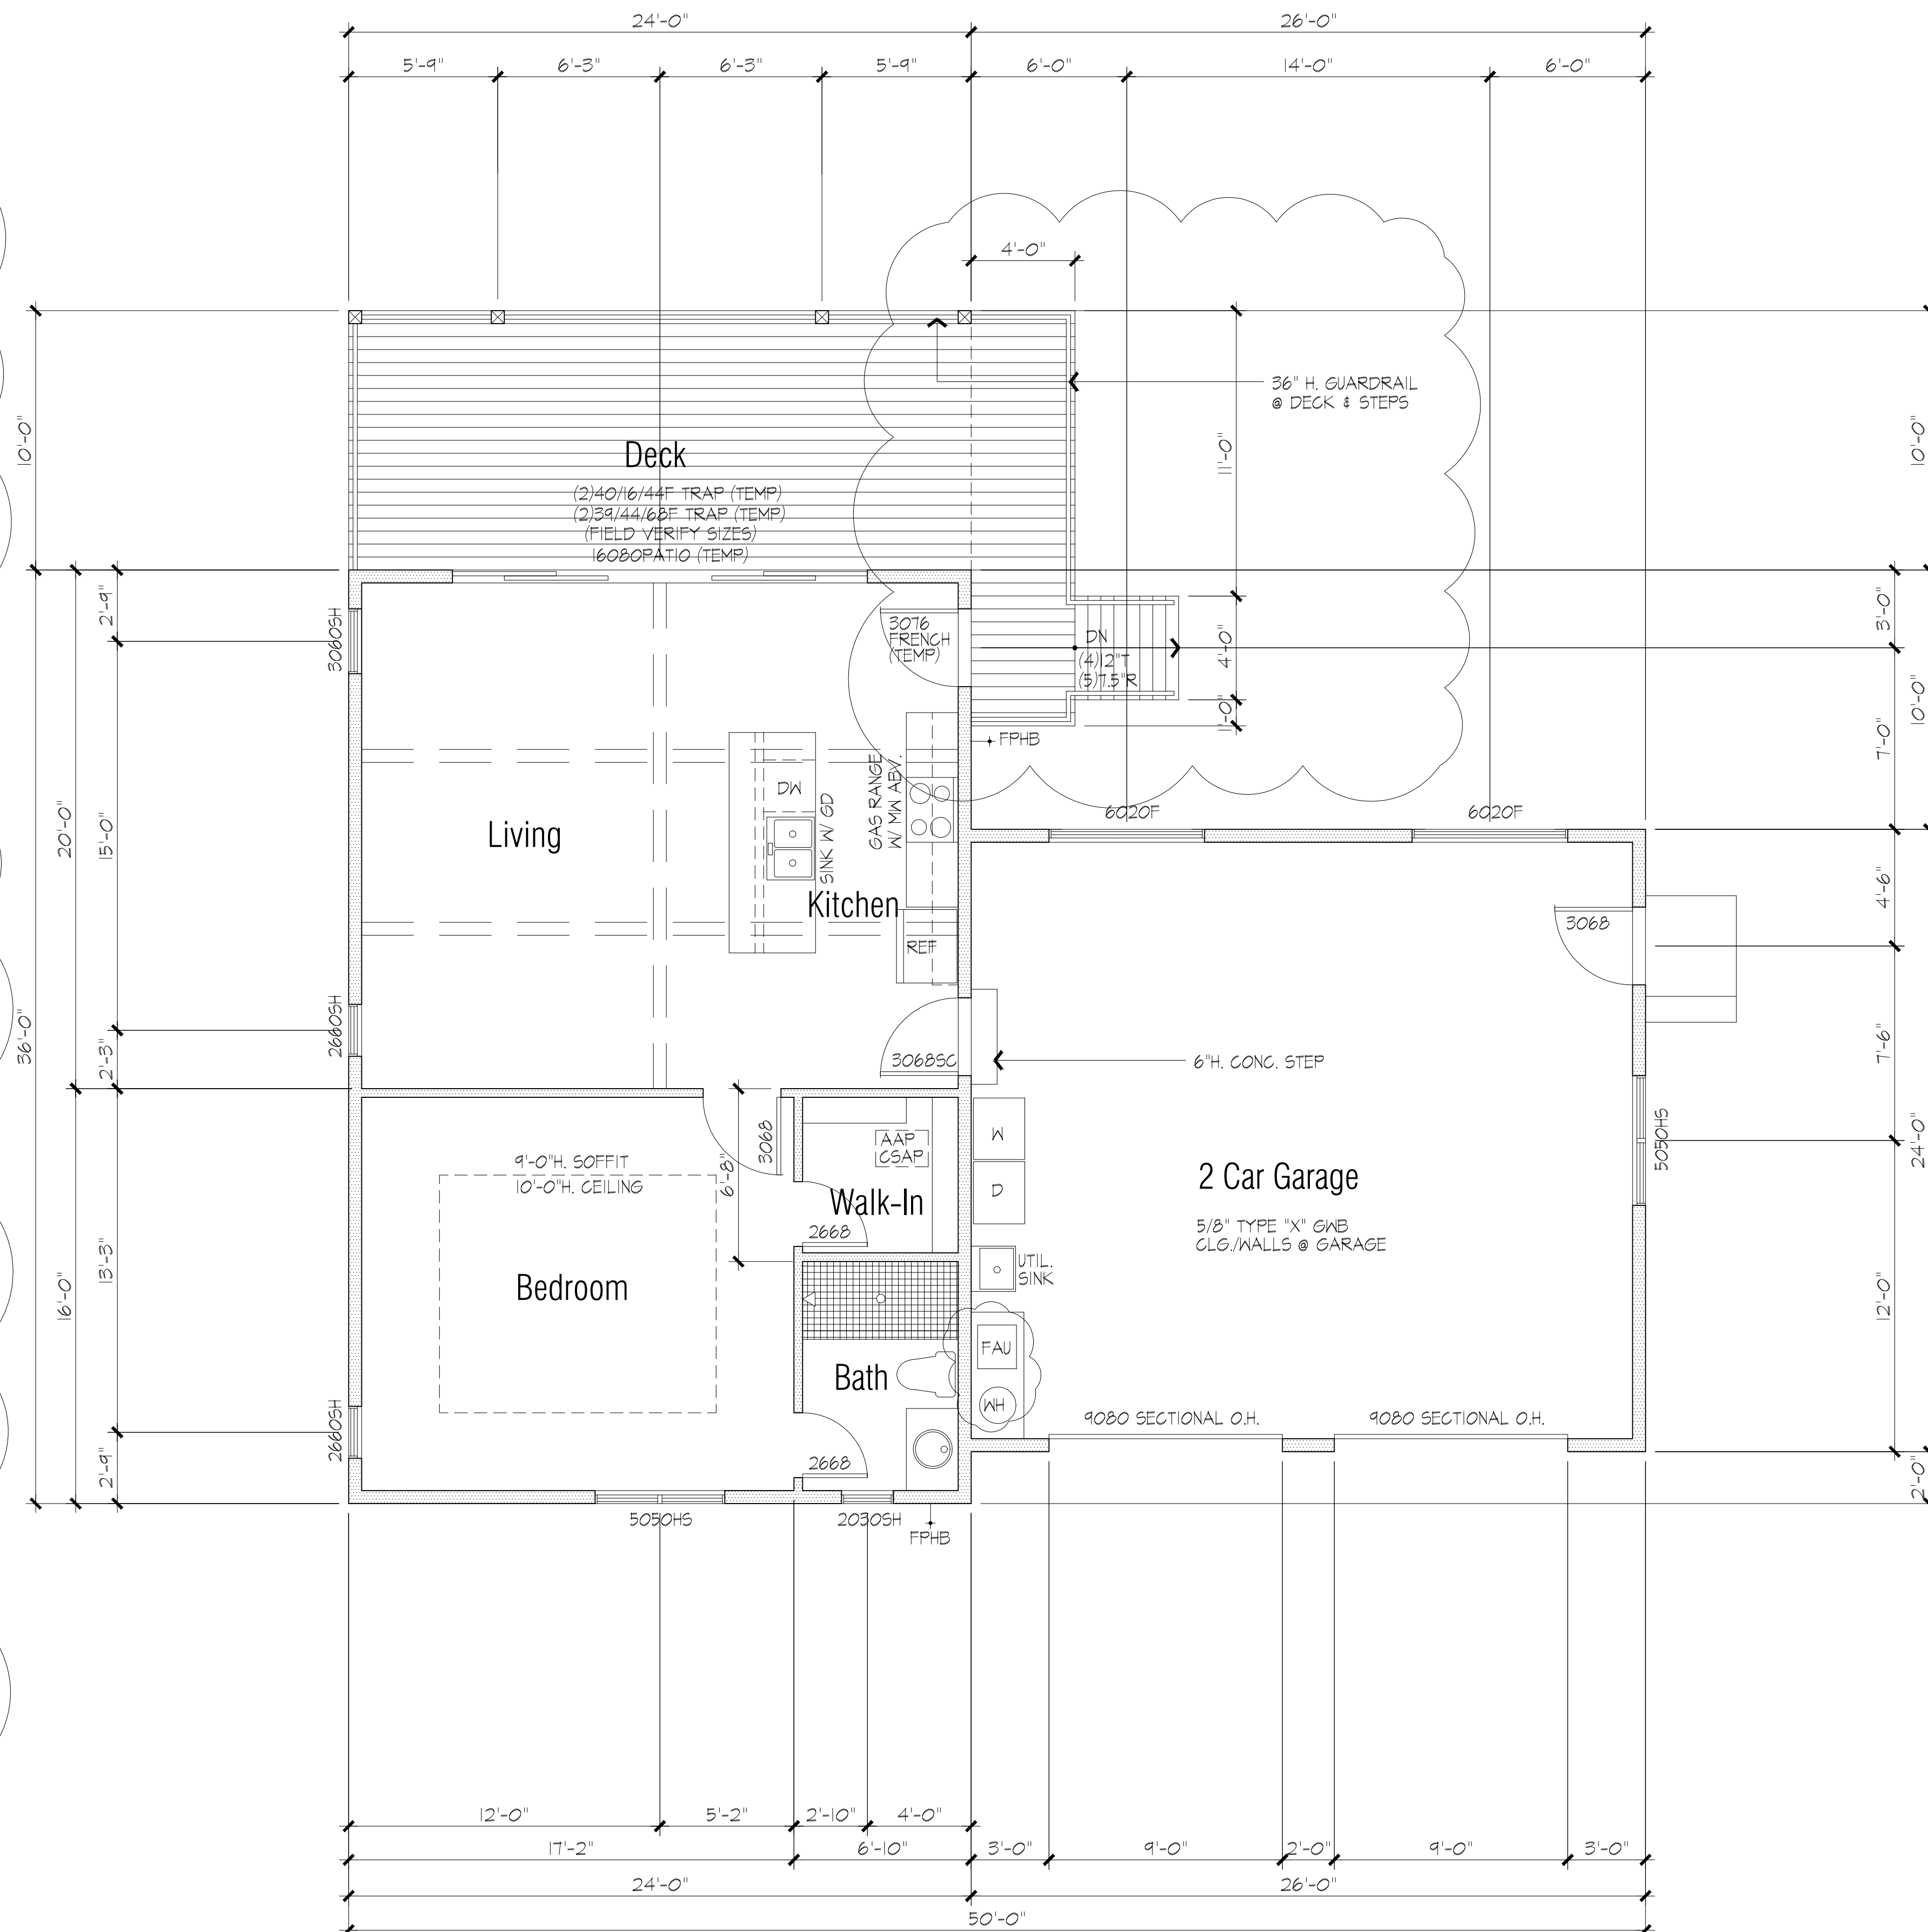 24'-0"
26'-0"
5'-9"
6'-3"
6'-3"
5'-9"
6'-0"
14'-0"
6'-0"
4'-0"
36" H. GUARDRAIL
@ DECK & STEPS
10'-0"
11'-0"
10'-0"
Deck
(2)40/16/44F TRAP (TEMP)
(2)39/44/68F TRAP (TEMP)
(FIELD VERIFY SIZES)
16080PATIO (TEMP)
2'-9"
3060SH
3076
FRENCH
(TEMP)
DN
(4)12"T
(5)7.5"R
4'-0"
1'-0"
3'-0"
FPHB
7'-0"
10'-0"
20'-0"
15'-0"
DW
SINK W/ GD
GAS RANGE
W/ MW ABV.
6020F
6020F
Living
Kitchen
REF
3068
4'-6"
36'-0"
2660SH
2'-3"
3068SC
6"H. CONC. STEP
7'-6"
5050HS
24'-0"
3068
6'-8"
AAP
CSAP
W
D
9'-0"H. SOFFIT
10'-0"H. CEILING
Walk-In
2668
2 Car Garage
5/8" TYPE "X" GWB
CLG./WALLS @ GARAGE
13'-3"
16'-0"
Bedroom
UTIL.
SINK
12'-0"
FAU
Bath
WH
9080 SECTIONAL O.H.
9080 SECTIONAL O.H.
2660SH
2'-9"
2668
2'-0"
5050HS
2030SH
FPHB
12'-0"
5'-2"
2'-10"
4'-0"
17'-2"
6'-10"
3'-0"
9'-0"
2'-0"
9'-0"
3'-0"
24'-0"
26'-0"
50'-0"